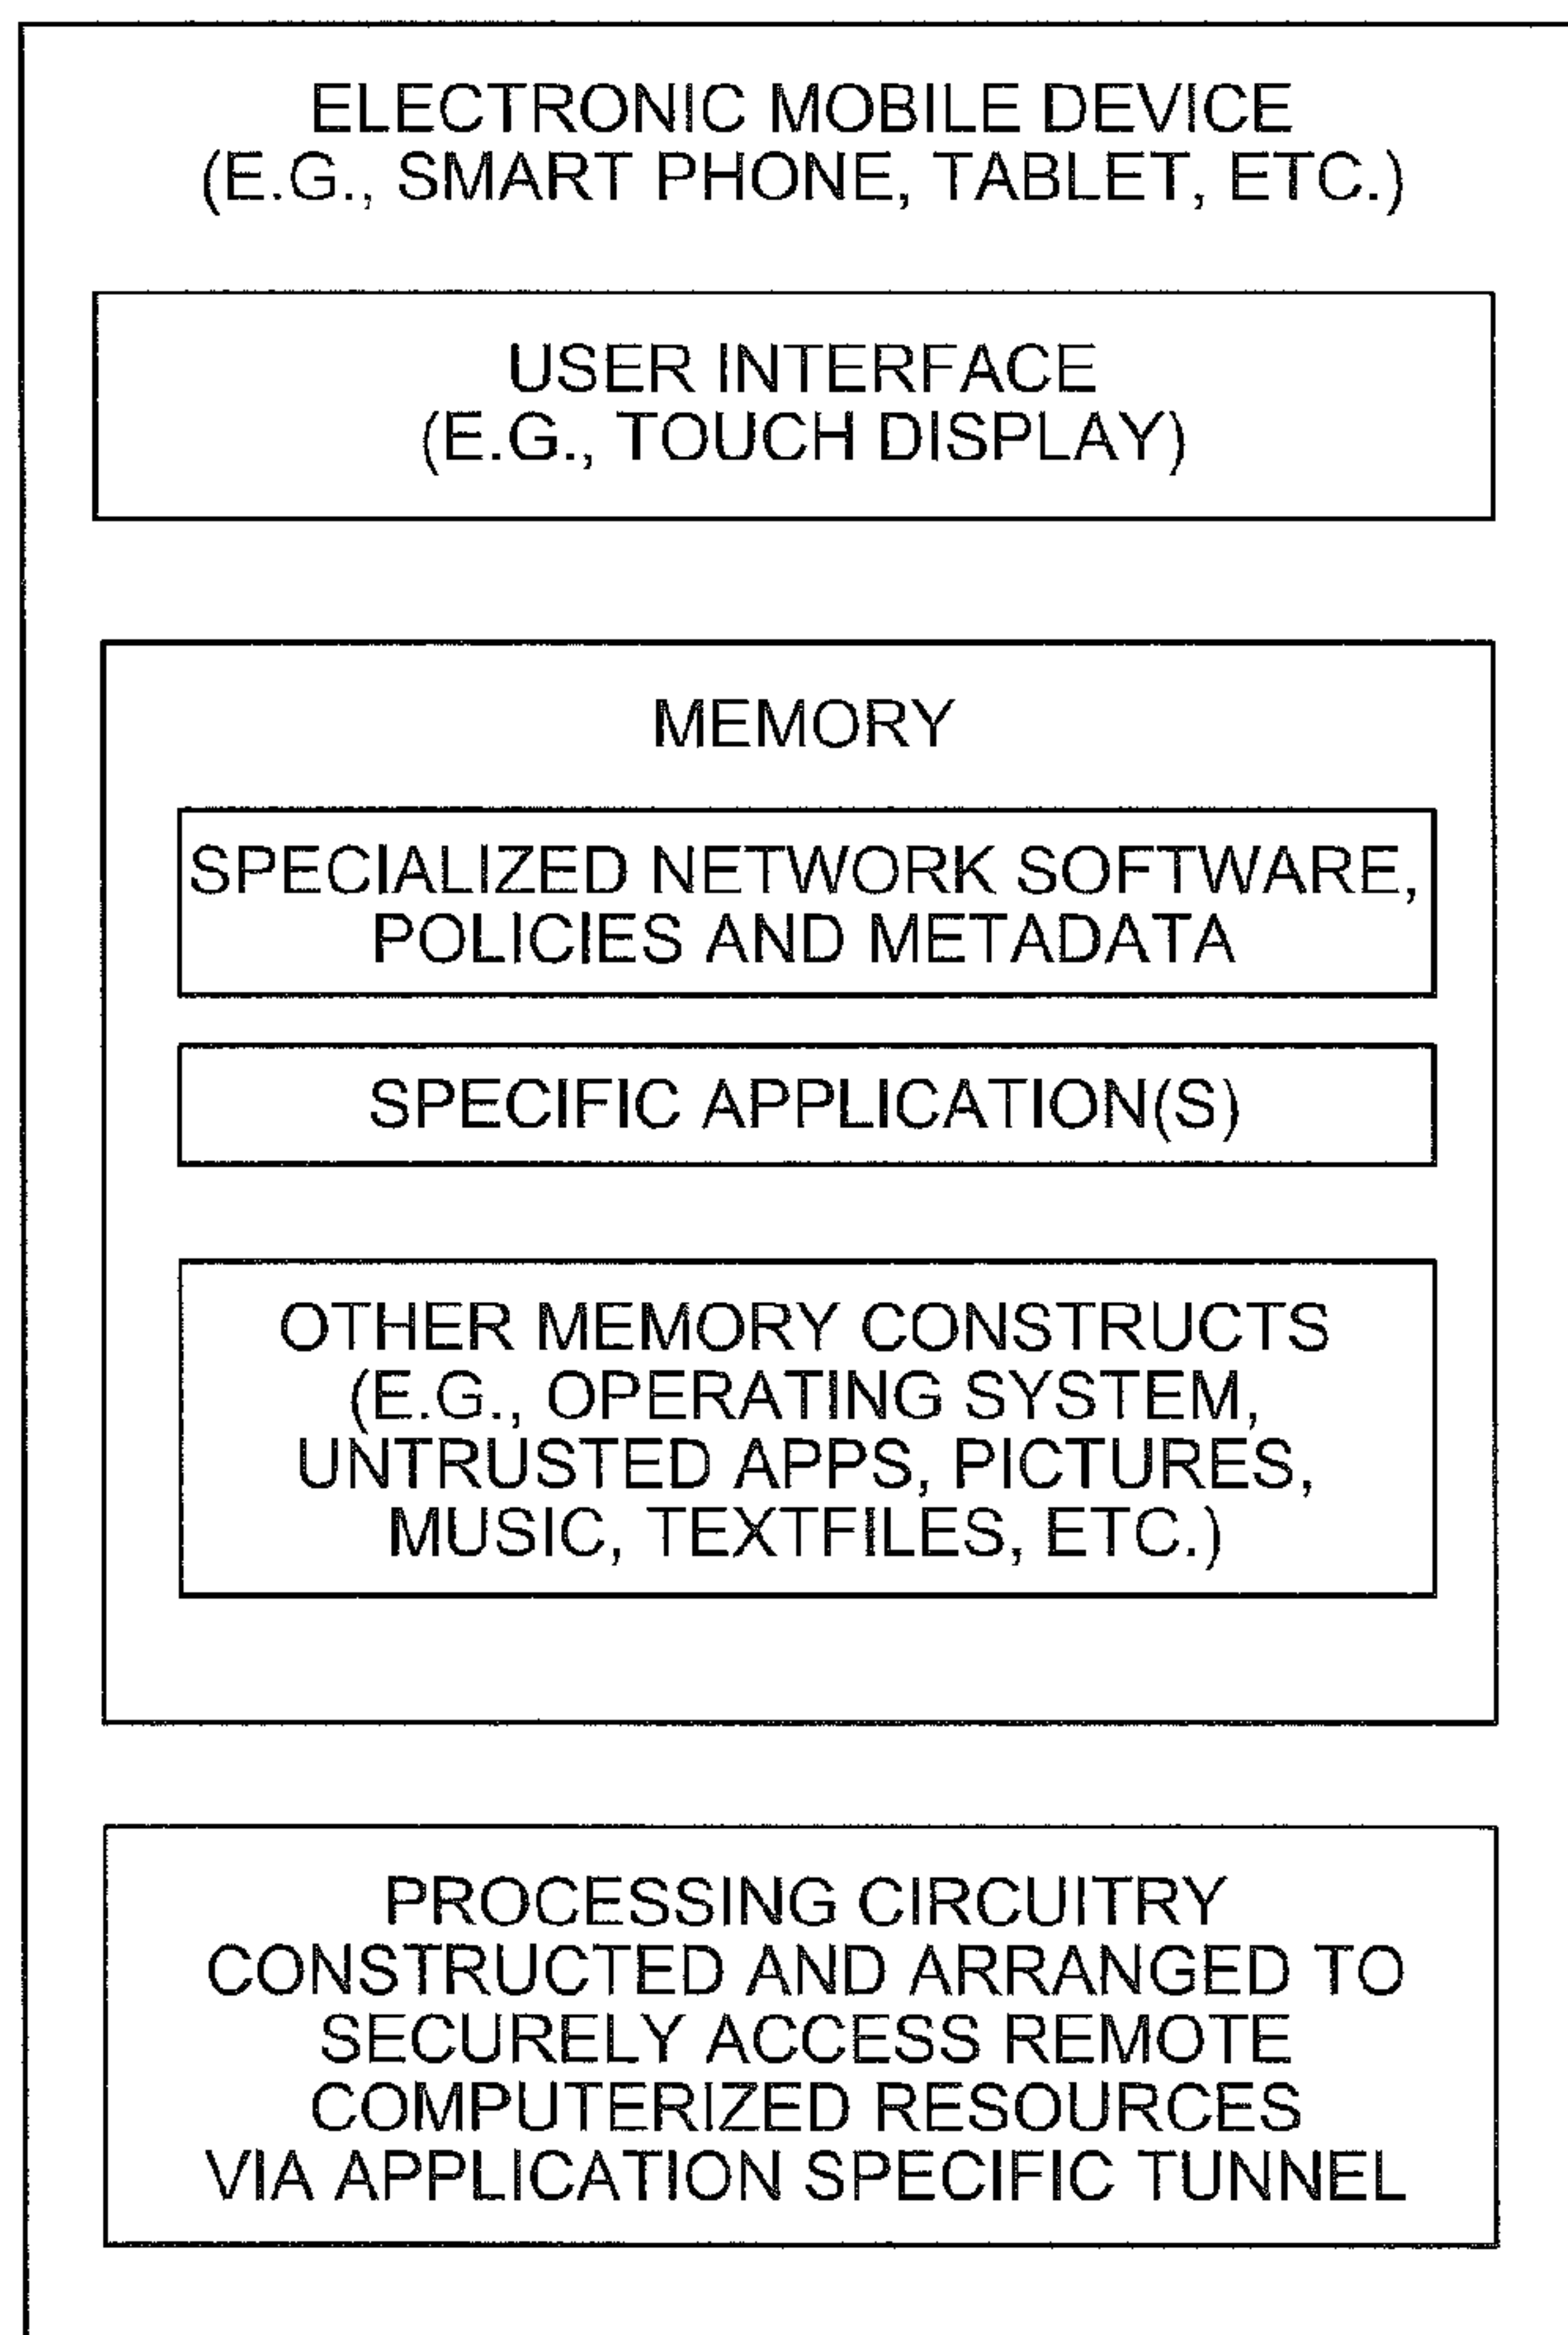 ELECTRONIC MOBILE DEVICE
(E.G., SMART PHONE, TABLET, ETC.)
USER INTERFACE
(E.G., TOUCH DISPLAY)
MEMORY
SPECIALIZED NETWORK SOFTWARE,
POLICIES AND METADATA
SPECIFIC APPLICATION(S)
OTHER MEMORY CONSTRUCTS
(E.G., OPERATING SYSTEM,
UNTRUSTED APPS, PICTURES,
MUSIC, TEXTFILES, ETC.)
PROCESSING CIRCUITRY
CONSTRUCTED AND ARRANGED TO
SECURELY ACCESS REMOTE
COMPUTERIZED RESOURCES
VIA APPLICATION SPECIFIC TUNNEL